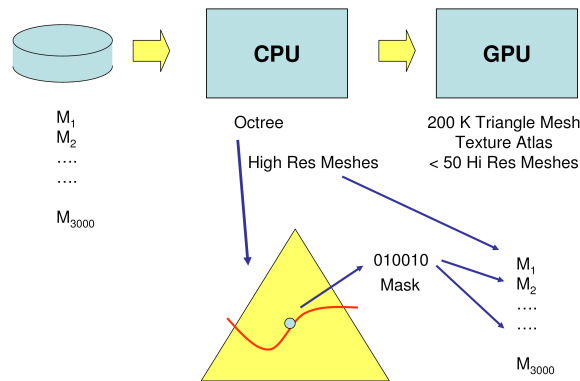 CPU
GPU
M1
M2
....
....
M3000
Octree
High Res Meshes
200 K Triangle Mesh
Texture Atlas
< 50 Hi Res Meshes
010010
Mask
M1
M2
....
....
M3000